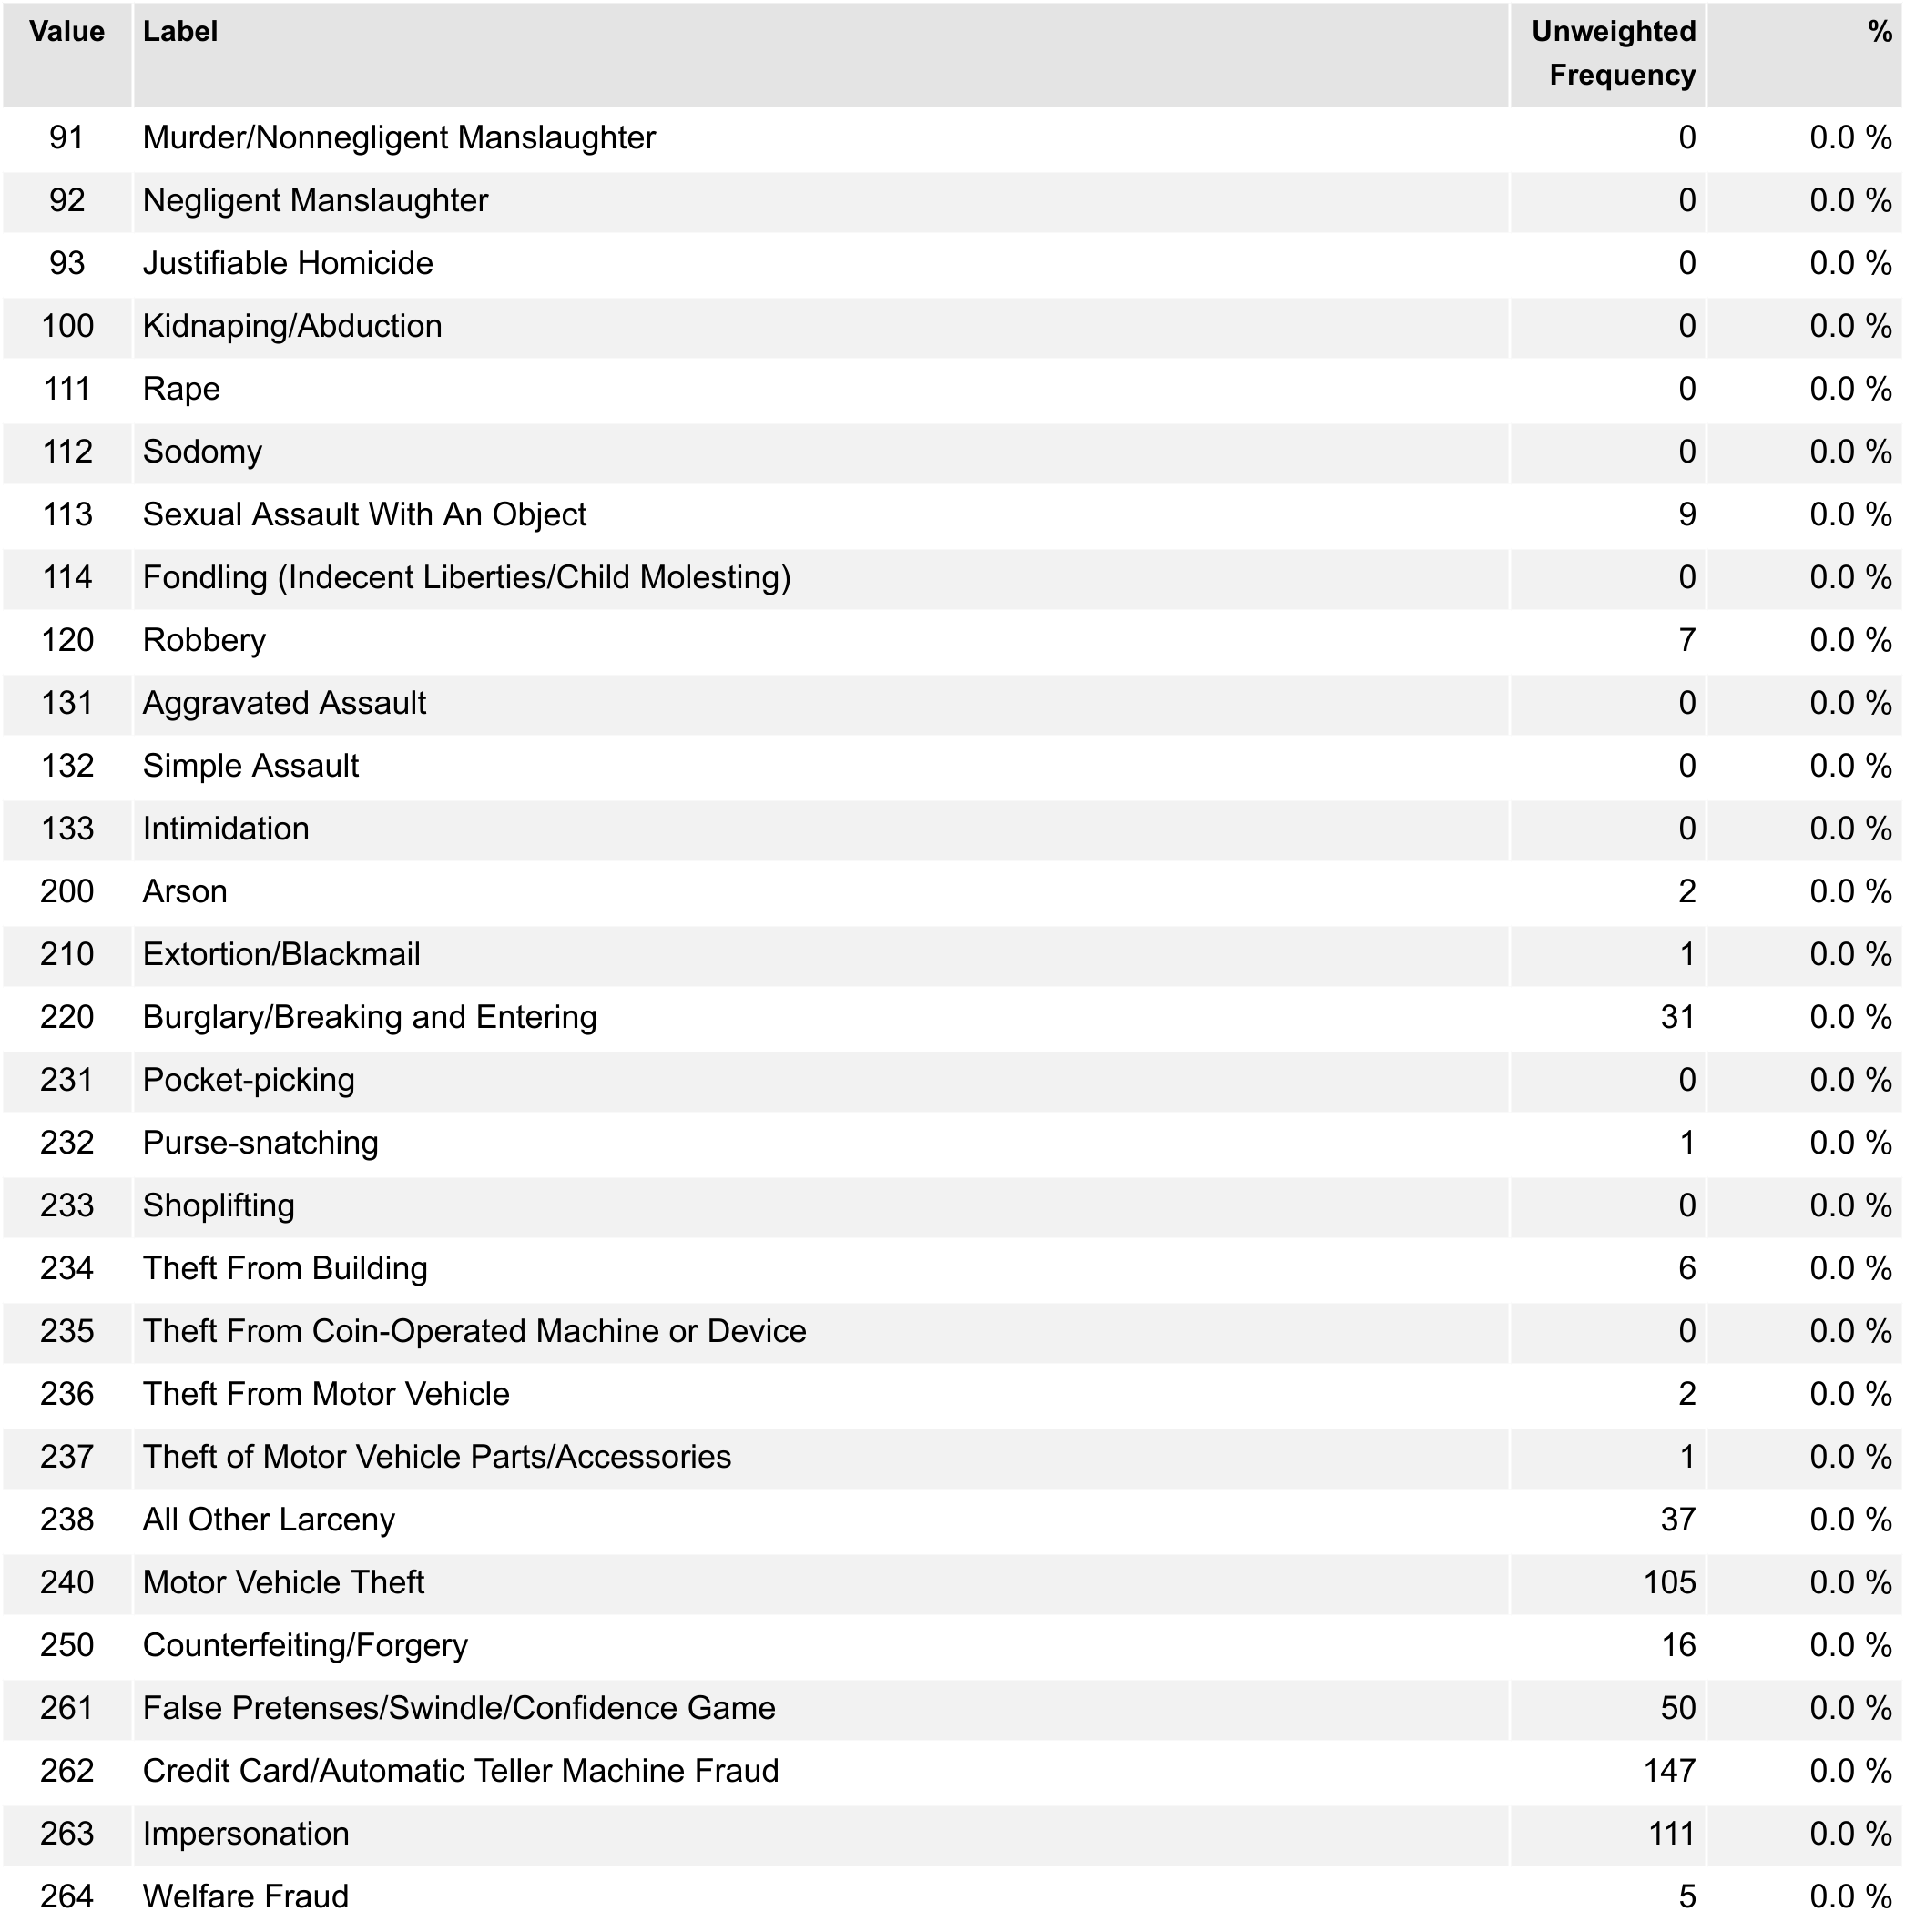 Value Label Unweighted Frequency %
91 Murder/Nonnegligent Manslaughter 0 0.0 %
92 Negligent Manslaughter 0 0.0 %
93 Justifiable Homicide 0 0.0 %
100 Kidnaping/Abduction 0 0.0 %
111 Rape 0 0.0 %
112 Sodomy 0 0.0 %
113 Sexual Assault With An Object 9 0.0 %
114 Fondling (Indecent Liberties/Child Molesting) 0 0.0 %
120 Robbery 7 0.0 %
131 Aggravated Assault 0 0.0 %
132 Simple Assault 0 0.0 %
133 Intimidation 0 0.0 %
200 Arson 2 0.0 %
210 Extortion/Blackmail 1 0.0 %
220 Burglary/Breaking and Entering 31 0.0 %
231 Pocket-picking 0 0.0 %
232 Purse-snatching 1 0.0 %
233 Shoplifting 0 0.0 %
234 Theft From Building 6 0.0 %
235 Theft From Coin-Operated Machine or Device 0 0.0 %
236 Theft From Motor Vehicle 2 0.0 %
237 Theft of Motor Vehicle Parts/Accessories 1 0.0 %
238 All Other Larceny 37 0.0 %
240 Motor Vehicle Theft 105 0.0 %
250 Counterfeiting/Forgery 16 0.0 %
261 False Pretenses/Swindle/Confidence Game 50 0.0 %
262 Credit Card/Automatic Teller Machine Fraud 147 0.0 %
263 Impersonation 111 0.0 %
264 Welfare Fraud 5 0.0 %